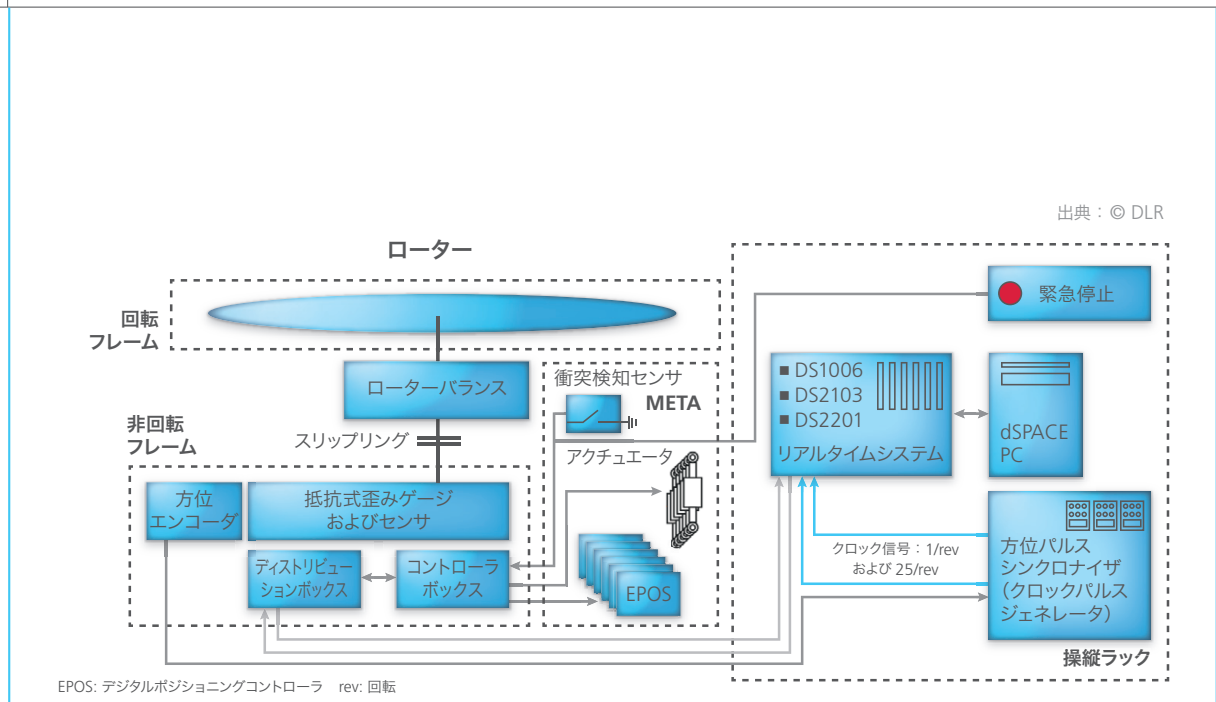 出典：© DLR
ローター
回転
フレーム
緊急停止
ローターバランス
衝突検知センサ
META
■ DS1006
■ DS2103
■ DS2201
リアルタイムシステム
dSPACE
PC
非回転
フレーム
スリップリング
アクチュエータ
方位
エンコーダ
抵抗式歪みゲージ
およびセンサ
ディストリビュー
ションボックス
コントローラ
ボックス
EPOS
クロック信号：1/rev
および 25/rev
方位パルス
シンクロナイザ
（クロックパルス
ジェネレータ）
操縦ラック
EPOS: デジタルポジショニングコントローラ　rev: 回転